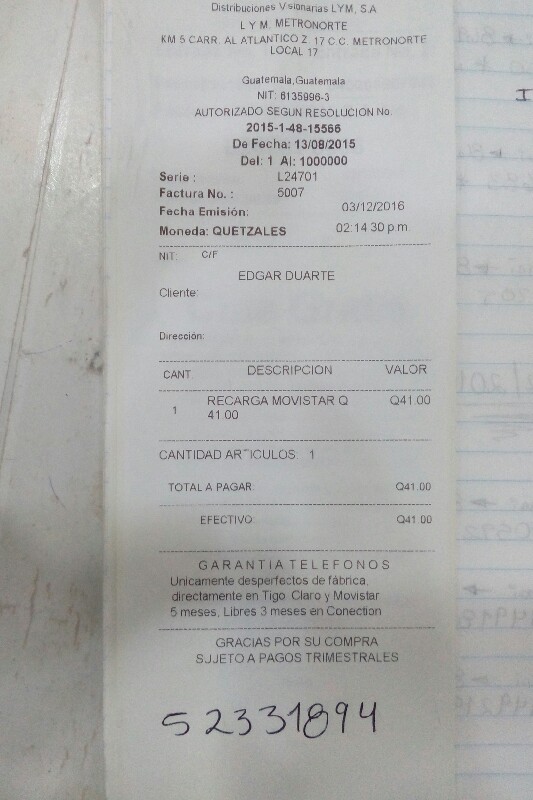 Distribuciones Visionarias LYM, S.A
L Y M METRONORTE
KM 5 CARR. AL ATLANTICO Z. 17 C.C. METRONORTE
LOCAL 17
Guatemala, Guatemala
NIT: 6135996-3
AUTORIZADO SEGUN RESOLUCION No.
2015-1-48-15566
De Fecha: 13/08/2015
Del: 1 Al: 1000000
Serie : L24701
Factura No. : 5007
Fecha Emisión: 03/12/2016
Moneda: QUETZALES 02:14:30 p.m.
NIT: C/F
EDGAR DUARTE
Cliente:
Dirección:
CANT. DESCRIPCION VALOR
1 RECARGA MOVISTAR Q Q41.00
41.00
CANTIDAD ARTICULOS: 1
TOTAL A PAGAR: Q41.00
EFECTIVO: Q41.00
GARANTIA TELEFONOS
Unicamente desperfectos de fábrica,
directamente en Tigo, Claro y Movistar
5 meses, Libres 3 meses en Conection
GRACIAS POR SU COMPRA
SUJETO A PAGOS TRIMESTRALES
52331894